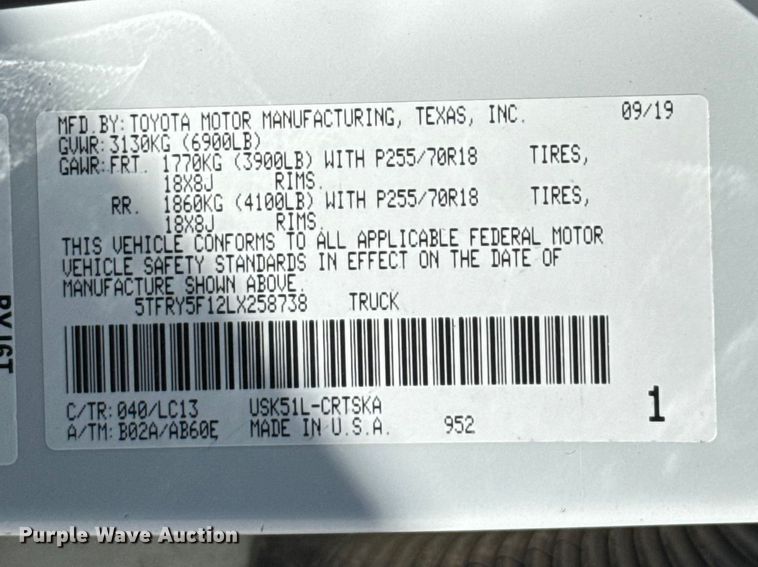 MFD.BY:TOYOTA MOTOR MANUFACTURING, TEXAS, INC. 09/19
GVWR:3130KG (6900LB)
GAWR:FRT. 1770KG (3900LB) WITH P255/70R18 TIRES,
18X8J RIMS.
RR. 1860KG (4100LB) WITH P255/70R18 TIRES,
18X8J RIMS.
THIS VEHICLE CONFORMS TO ALL APPLICABLE FEDERAL MOTOR
VEHICLE SAFETY STANDARDS IN EFFECT ON THE DATE OF
MANUFACTURE SHOWN ABOVE.
5TFRY5F12LX258738 TRUCK
C/TR:040/LC13 USK51L-CRTSKA 1
A/TM:B02A/AB60E MADE IN U.S.A. 952
Purple Wave Auction